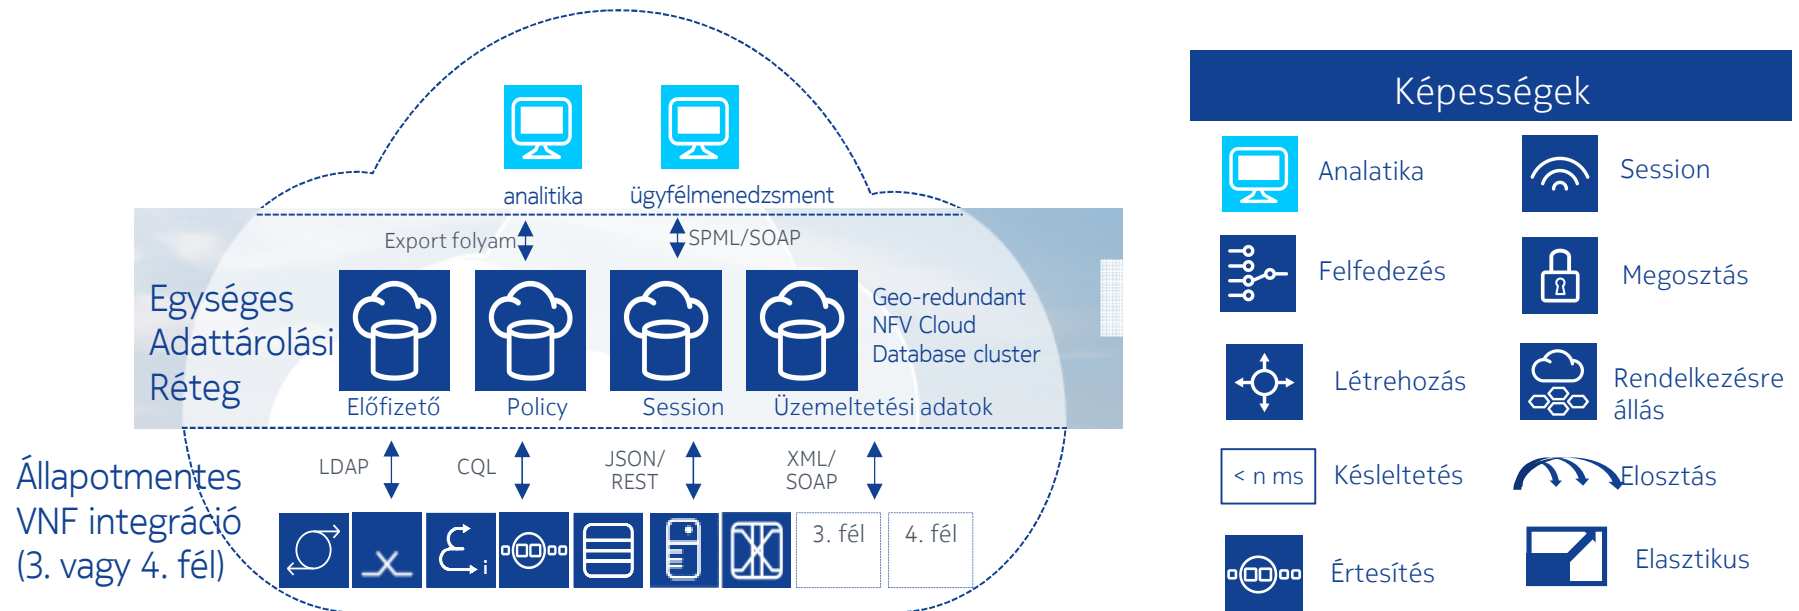 analitika
ügyfélmenedzsment
Export folyam
SPML/SOAP
Egységes
Adattárolási
Réteg
Geo-redundant
NFV Cloud
Database cluster
Előfizető
Policy
Session
Üzemeltetési adatok
Állapotmentes
VNF integráció
(3. vagy 4. fél)
LDAP
CQL
JSON/
REST
XML/
SOAP
i
3. fél
4. fél
Képességek
Analatika
Session
Felfedezés
Megosztás
Létrehozás
Rendelkezésre
állás
< n ms
Késleltetés
Elosztás
Értesítés
Elasztikus